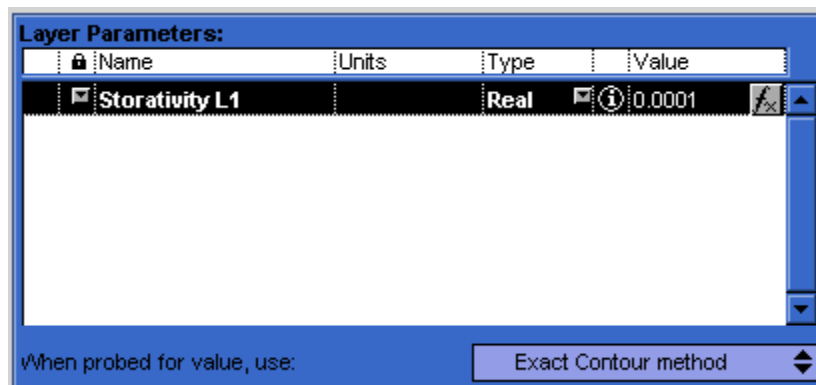 Layer Parameters:
Name Units Type Value
Storativity L1 Real 0.0001 fx
When probed for value, use: Exact Contour method